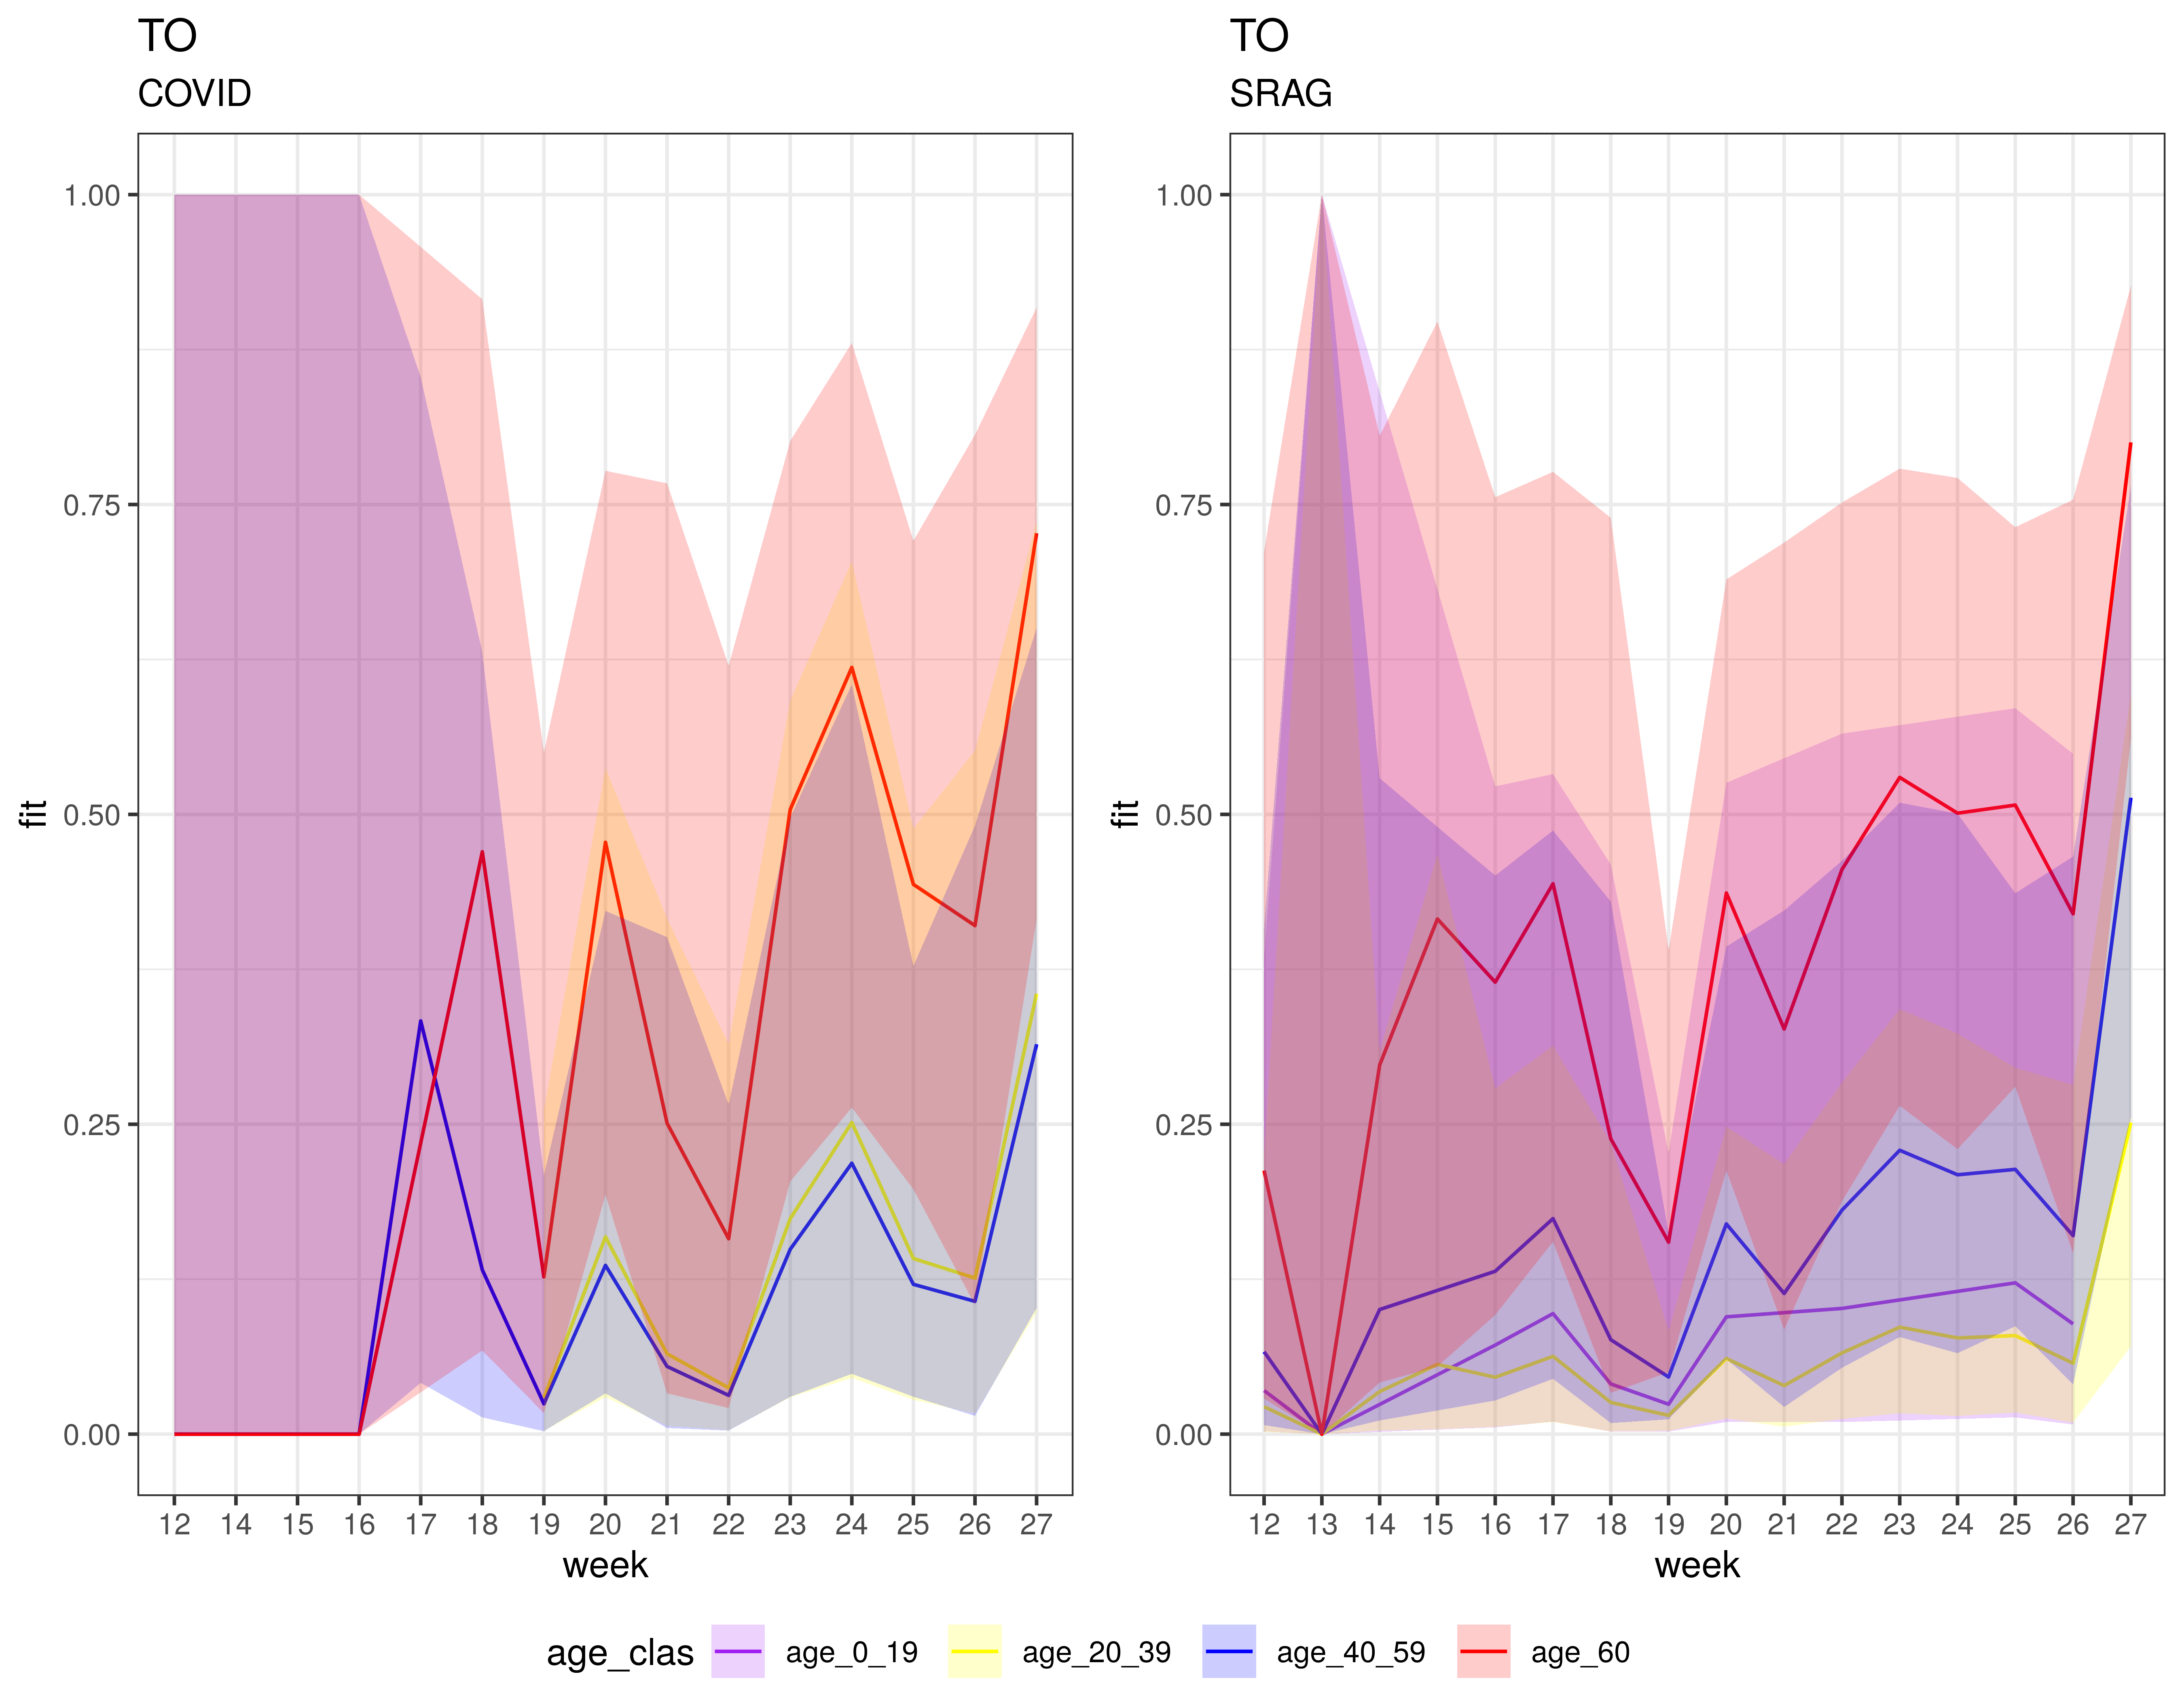 TO
COVID
1.00
0.75
0.50
0.25
0.00
fit
12 14 15 16 17 18 19 20 21 22 23 24 25 26 27
week
TO
SRAG
1.00
0.75
0.50
0.25
0.00
fit
12 13 14 15 16 17 18 19 20 21 22 23 24 25 26 27
week
age_clas age_0_19 age_20_39 age_40_59 age_60